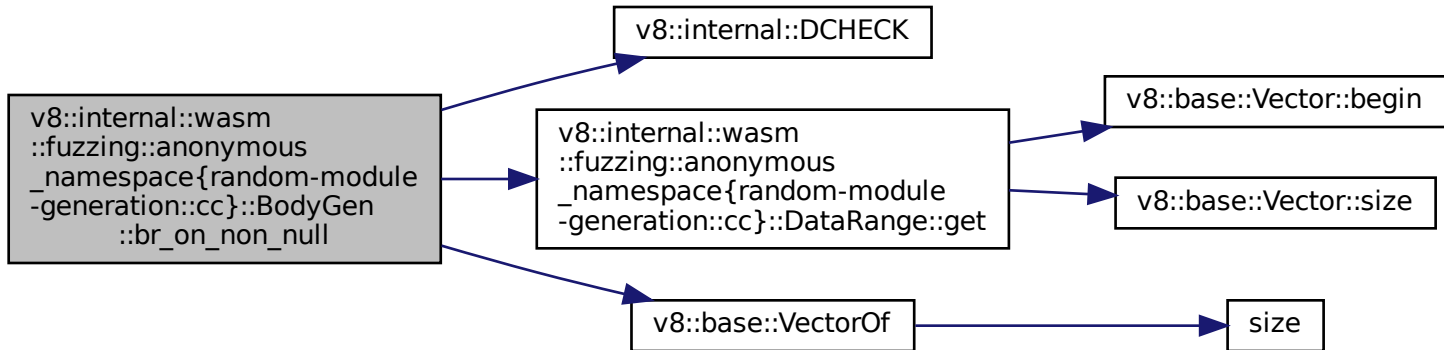 v8::internal::DCHECK
v8::internal::wasm
::fuzzing::anonymous
_namespace{random-module
-generation::cc}::BodyGen
::br_on_non_null
v8::internal::wasm
::fuzzing::anonymous
_namespace{random-module
-generation::cc}::DataRange::get
v8::base::Vector::begin
v8::base::Vector::size
v8::base::VectorOf
size